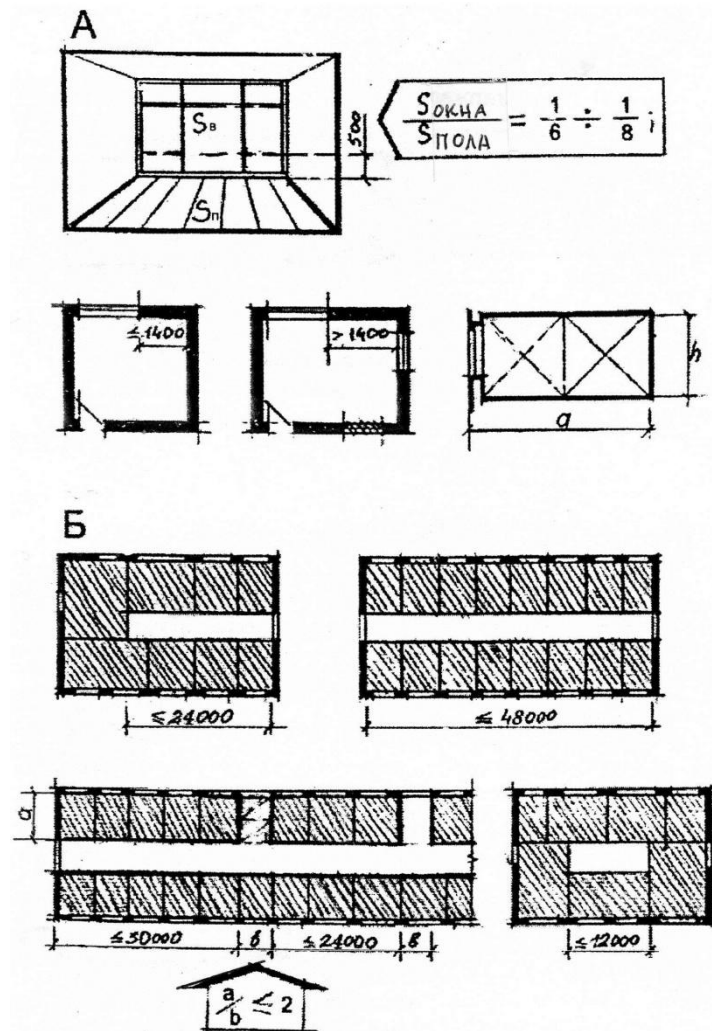 А
Sв
Sп
500
SОКНА / SПОЛА = 1/6 ÷ 1/8 ;
≤ 1400
> 1400
h
a
Б
≤ 24000
≤ 48000
a
≤ 30000
в
≤ 24000
в
≤ 12000
a/b ≤ 2